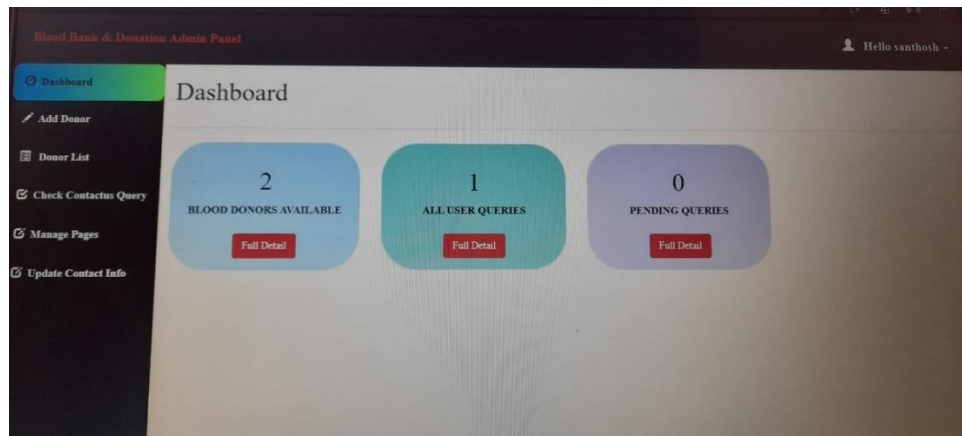 Blood Bank & Donation Admin Panel
Hello santhosh
Dashboard
Add Donor
Donor List
Check Contactus Query
Manage Pages
Update Contact Info
Dashboard
2
BLOOD DONORS AVAILABLE
Full Detail
1
ALL USER QUERIES
Full Detail
0
PENDING QUERIES
Full Detail